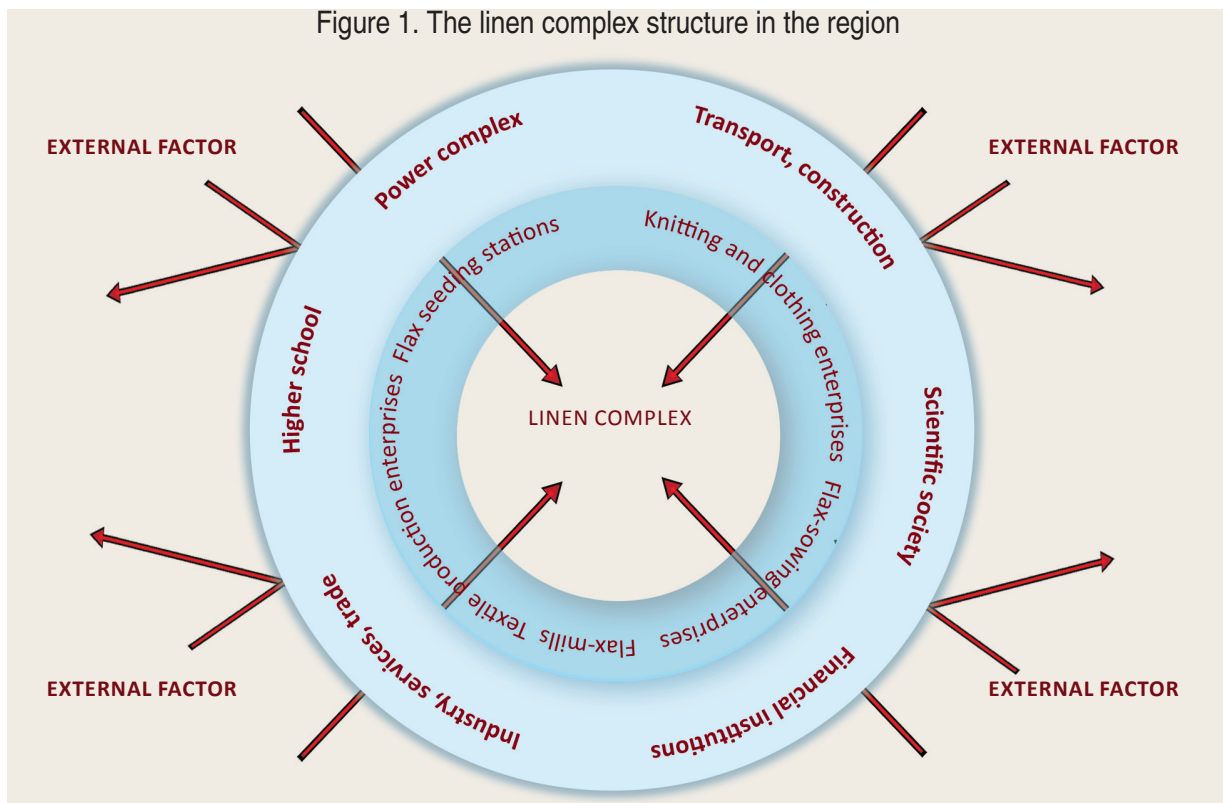 Figure 1. The linen complex structure in the region
EXTERNAL FACTOR
EXTERNAL FACTOR
Power complex
Transport, construction
Higher school
Scientific society
Industry, services, trade
Financial institutions
Flax seeding stations
Knitting and clothing enterprises
Flax-sowing enterprises
Flax-mills
Textile production enterprises
LINEN COMPLEX
EXTERNAL FACTOR
EXTERNAL FACTOR